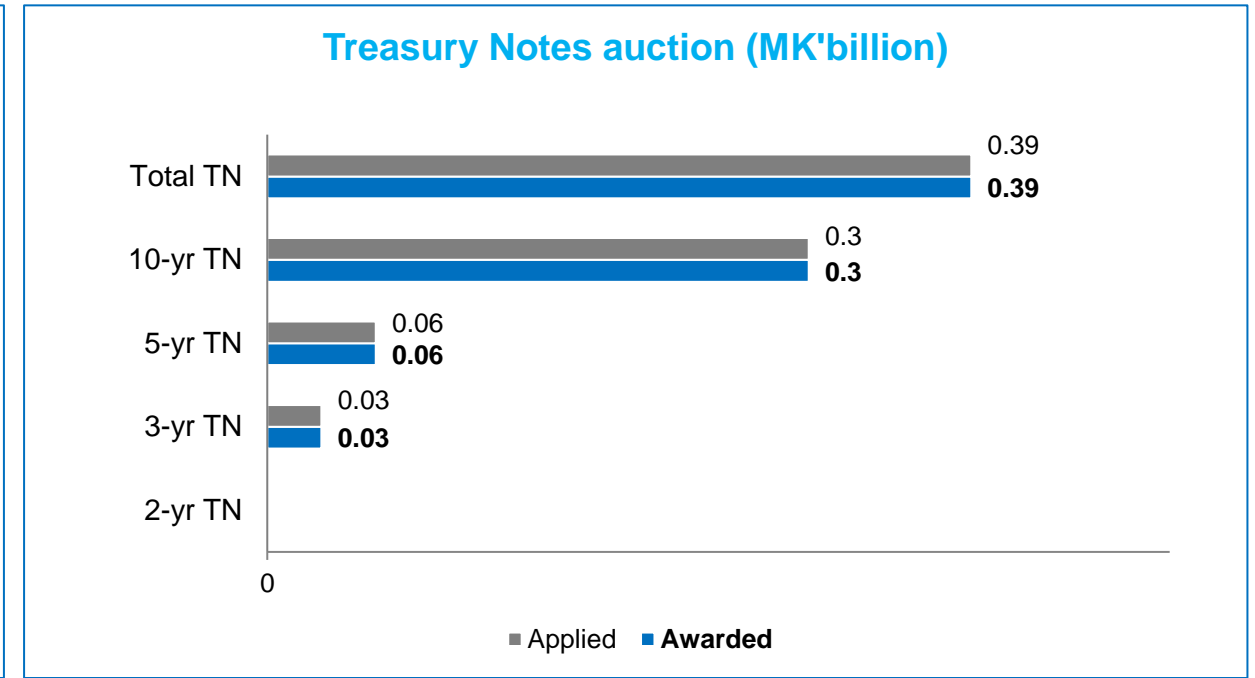 Treasury Notes auction (MK'billion)
0.39
Total TN
0.39
0.3
10-yr TN
0.3
0.06
5-yr TN
0.06
0.03
3-yr TN
0.03
2-yr TN
0
Applied Awarded